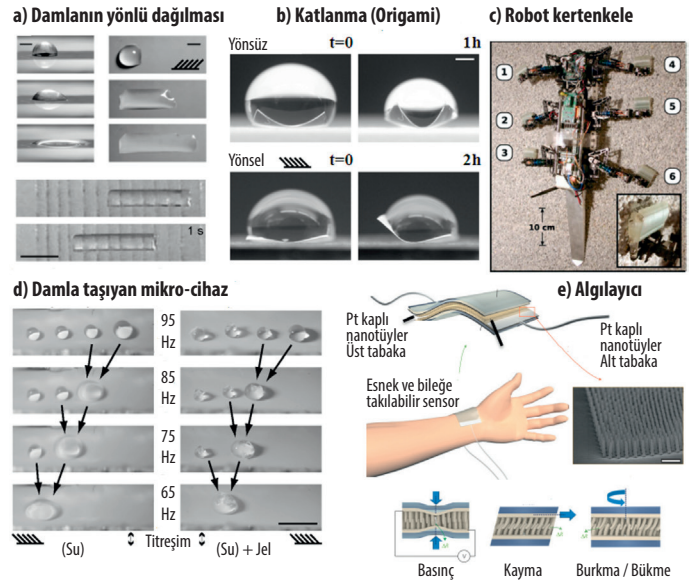 a) Damlanın yönlü dağılması
1 s
b) Katlanma (Origami)
Yönsüz
t=0
1h
Yönsel
t=0
2h
c) Robot kertenkele
1
4
2
5
3
6
10 cm
d) Damla taşıyan mikro-cihaz
95
Hz
85
Hz
75
Hz
65
Hz
(Su)
Titreşim
(Su) + Jel
e) Algılayıcı
Pt kaplı
nanotüyler
Üst tabaka
Pt kaplı
nanotüyler
Alt tabaka
Esnek ve bileğe
takılabilir sensor
V
Basınç
Kayma
Burkma / Bükme